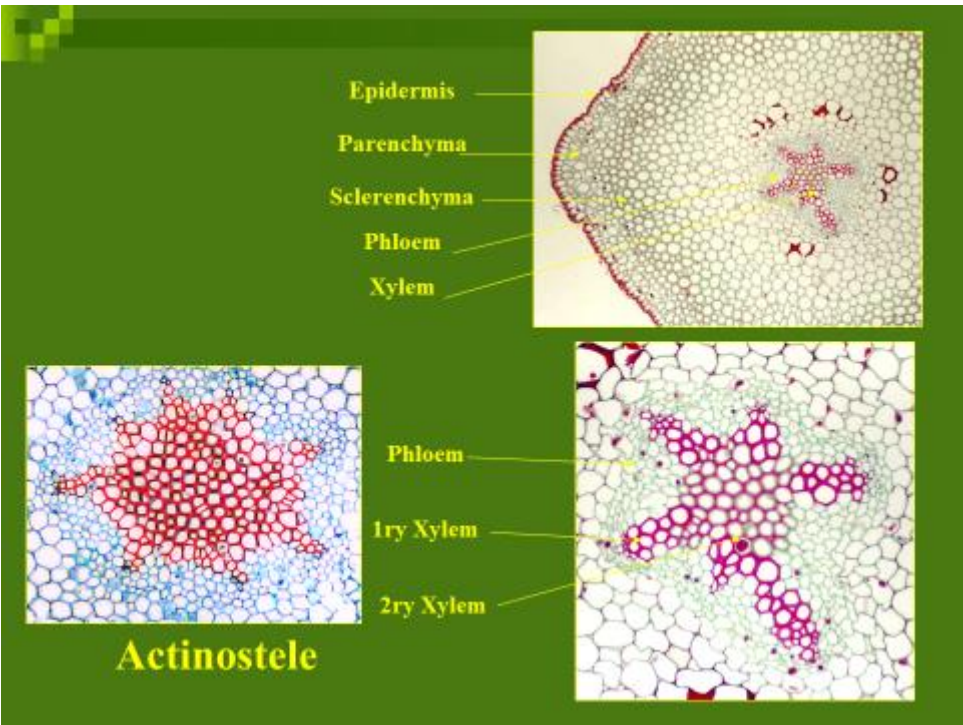 Epidermis
Parenchyma
Sclerenchyma
Phloem
Xylem
Phloem
1ry Xylem
2ry Xylem
Actinostele